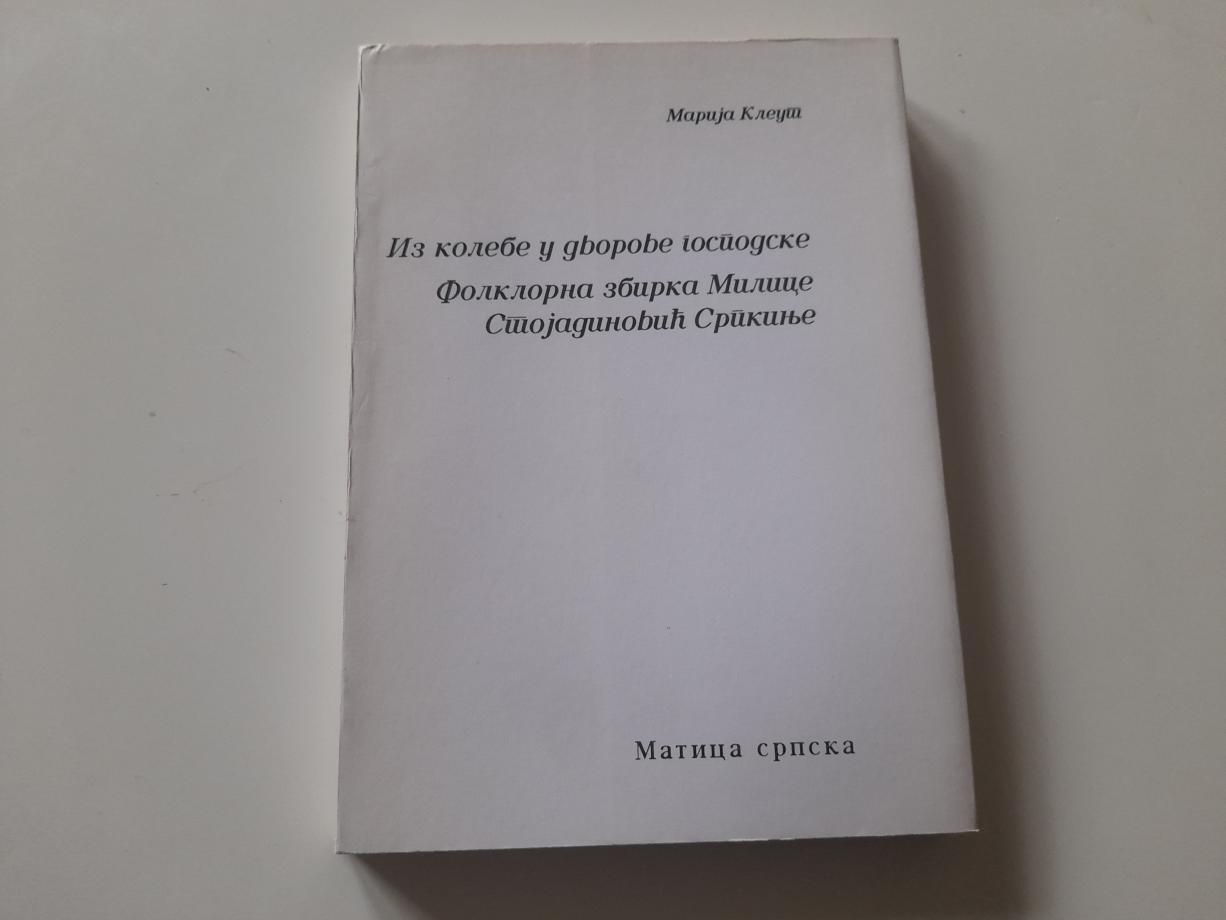 Марија Клеут
Из колебе у дворове господске
Фолклорна збирка Милице
Стојадиновић Српкиње
Матица српска